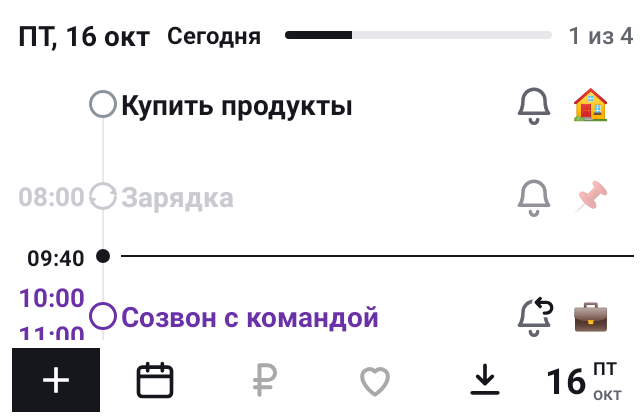 ПТ, 16 окт Сегодня 1 из 4
Купить продукты
08:00 Зарядка
09:40
10:00
Созвон с командой
11:00
16 ПТ
окт